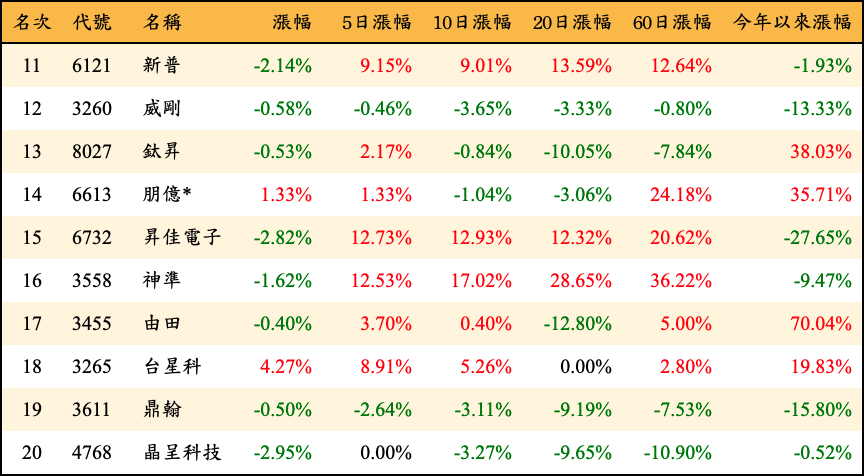 名次 代號 名稱 漲幅 5日漲幅 10日漲幅 20日漲幅 60日漲幅 今年以來漲幅
11 6121 新普 -2.14% 9.15% 9.01% 13.59% 12.64% -1.93%
12 3260 威剛 -0.58% -0.46% -3.65% -3.33% -0.80% -13.33%
13 8027 鈦昇 -0.53% 2.17% -0.84% -10.05% -7.84% 38.03%
14 6613 朋億* 1.33% 1.33% -1.04% -3.06% 24.18% 35.71%
15 6732 昇佳電子 -2.82% 12.73% 12.93% 12.32% 20.62% -27.65%
16 3558 神準 -1.62% 12.53% 17.02% 28.65% 36.22% -9.47%
17 3455 由田 -0.40% 3.70% 0.40% -12.80% 5.00% 70.04%
18 3265 台星科 4.27% 8.91% 5.26% 0.00% 2.80% 19.83%
19 3611 鼎翰 -0.50% -2.64% -3.11% -9.19% -7.53% -15.80%
20 4768 晶呈科技 -2.95% 0.00% -3.27% -9.65% -10.90% -0.52%